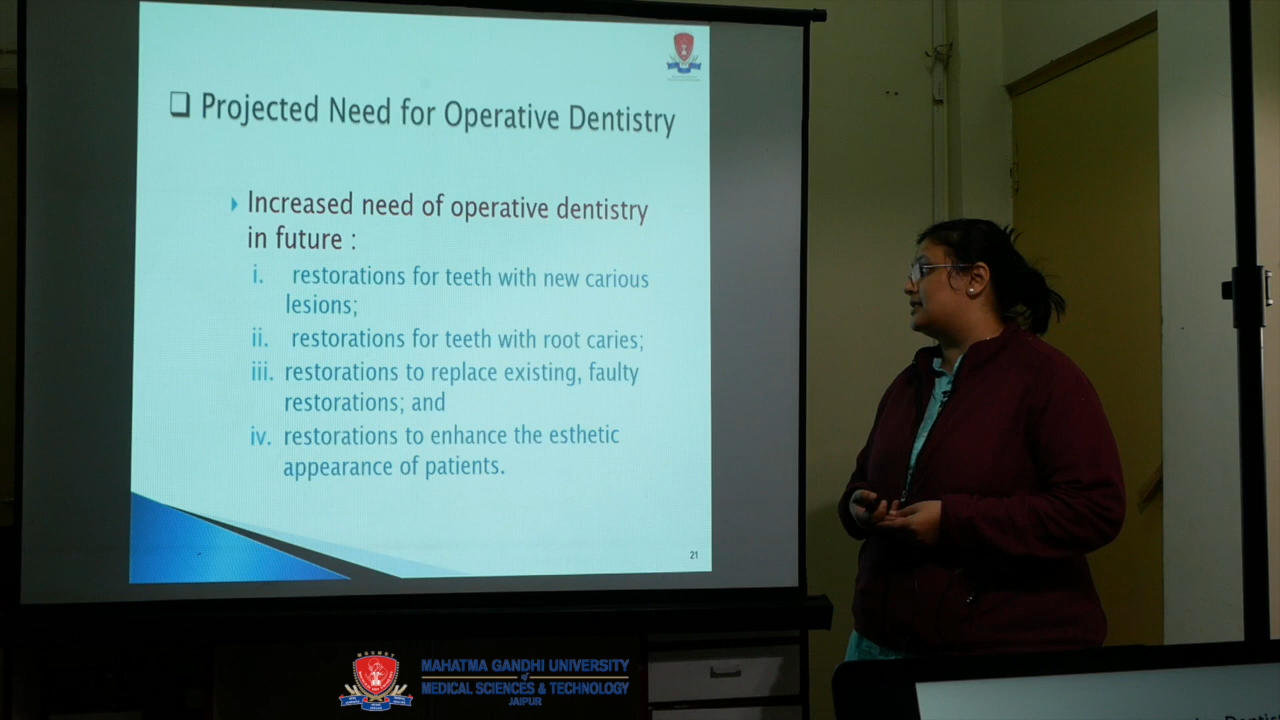 ❑ Projected Need for Operative Dentistry
Increased need of operative dentistry
in future :
i. restorations for teeth with new carious
lesions;
ii. restorations for teeth with root caries;
iii. restorations to replace existing, faulty
restorations; and
iv. restorations to enhance the esthetic
appearance of patients.
21
MAHATMA GANDHI UNIVERSITY
of
MEDICAL SCIENCES & TECHNOLOGY
JAIPUR